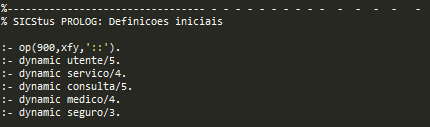 %--------------------------------- - - - - - - - - - - - - - - -
% SICStus PROLOG: Definicoes iniciais
:- op(900,xfy,'::').
:- dynamic utente/5.
:- dynamic servico/4.
:- dynamic consulta/5.
:- dynamic medico/4.
:- dynamic seguro/3.